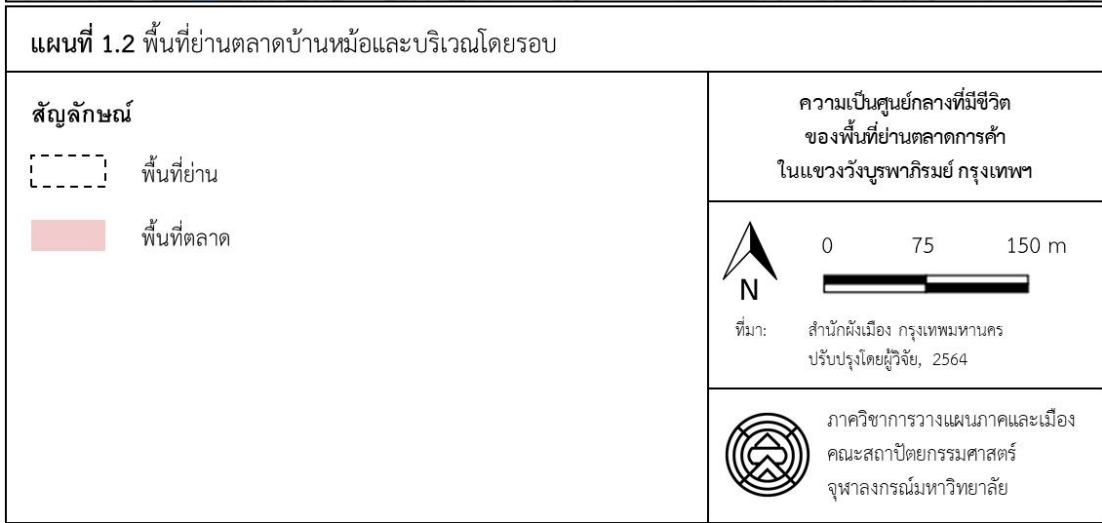 แผนที่ 1.2 พื้นที่ย่านตลาดบ้านหม้อและบริเวณโดยรอบ
สัญลักษณ์
พื้นที่ย่าน
พื้นที่ตลาด
ความเป็นศูนย์กลางที่มีชีวิต
ของพื้นที่ย่านตลาดการค้า
ในแขวงวังบูรพาภิรมย์ กรุงเทพฯ
0 75 150 m
N
ที่มา: สำนักผังเมือง กรุงเทพมหานคร
ปรับปรุงโดยผู้วิจัย, 2564
ภาควิชาการวางแผนภาคและเมือง
คณะสถาปัตยกรรมศาสตร์
จุฬาลงกรณ์มหาวิทยาลัย